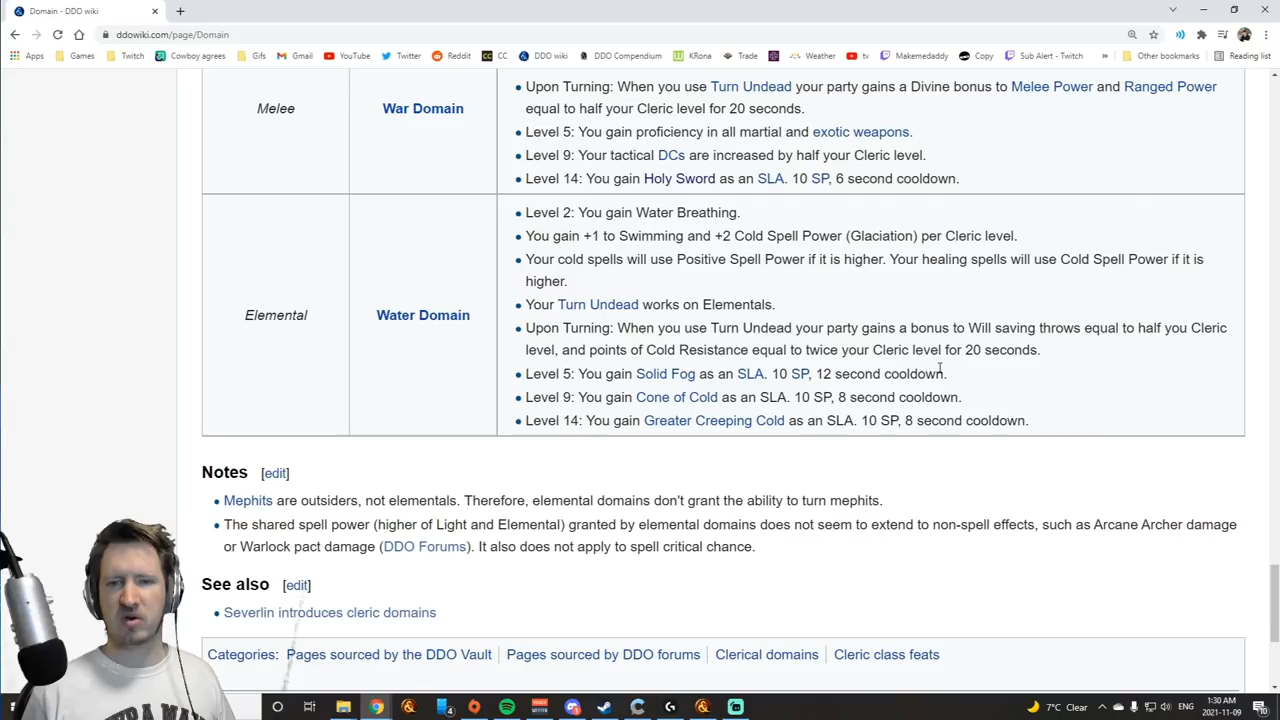 Domain - DDO wiki
ddowiki.com/page/Domain
Apps Games Twitch Cowboy agrees Gifs Gmail YouTube Twitter Reddit CC DDO wiki DDO Compendium KRona Trade Weather tv Makemedaddy Copy Sub Alert - Twitch » Other bookmarks Reading list
Upon Turning: When you use Turn Undead your party gains a Divine bonus to Melee Power and Ranged Power
Melee War Domain equal to half your Cleric level for 20 seconds.
Level 5: You gain proficiency in all martial and exotic weapons.
Level 9: Your tactical DCs are increased by half your Cleric level.
Level 14: You gain Holy Sword as an SLA. 10 SP, 6 second cooldown.
Level 2: You gain Water Breathing.
You gain +1 to Swimming and +2 Cold Spell Power (Glaciation) per Cleric level.
Your cold spells will use Positive Spell Power if it is higher. Your healing spells will use Cold Spell Power if it is
higher.
Your Turn Undead works on Elementals.
Elemental Water Domain
Upon Turning: When you use Turn Undead your party gains a bonus to Will saving throws equal to half you Cleric
level, and points of Cold Resistance equal to twice your Cleric level for 20 seconds.
Level 5: You gain Solid Fog as an SLA. 10 SP, 12 second cooldown.
Level 9: You gain Cone of Cold as an SLA. 10 SP, 8 second cooldown.
Level 14: You gain Greater Creeping Cold as an SLA. 10 SP, 8 second cooldown.
Notes [edit]
Mephits are outsiders, not elementals. Therefore, elemental domains don't grant the ability to turn mephits.
The shared spell power (higher of Light and Elemental) granted by elemental domains does not seem to extend to non-spell effects, such as Arcane Archer damage
or Warlock pact damage (DDO Forums). It also does not apply to spell critical chance.
See also [edit]
Severlin introduces cleric domains
Categories: Pages sourced by the DDO Vault Pages sourced by DDO forums Clerical domains Cleric class feats
7°C Clear ENG 1:30 AM
2021-11-09